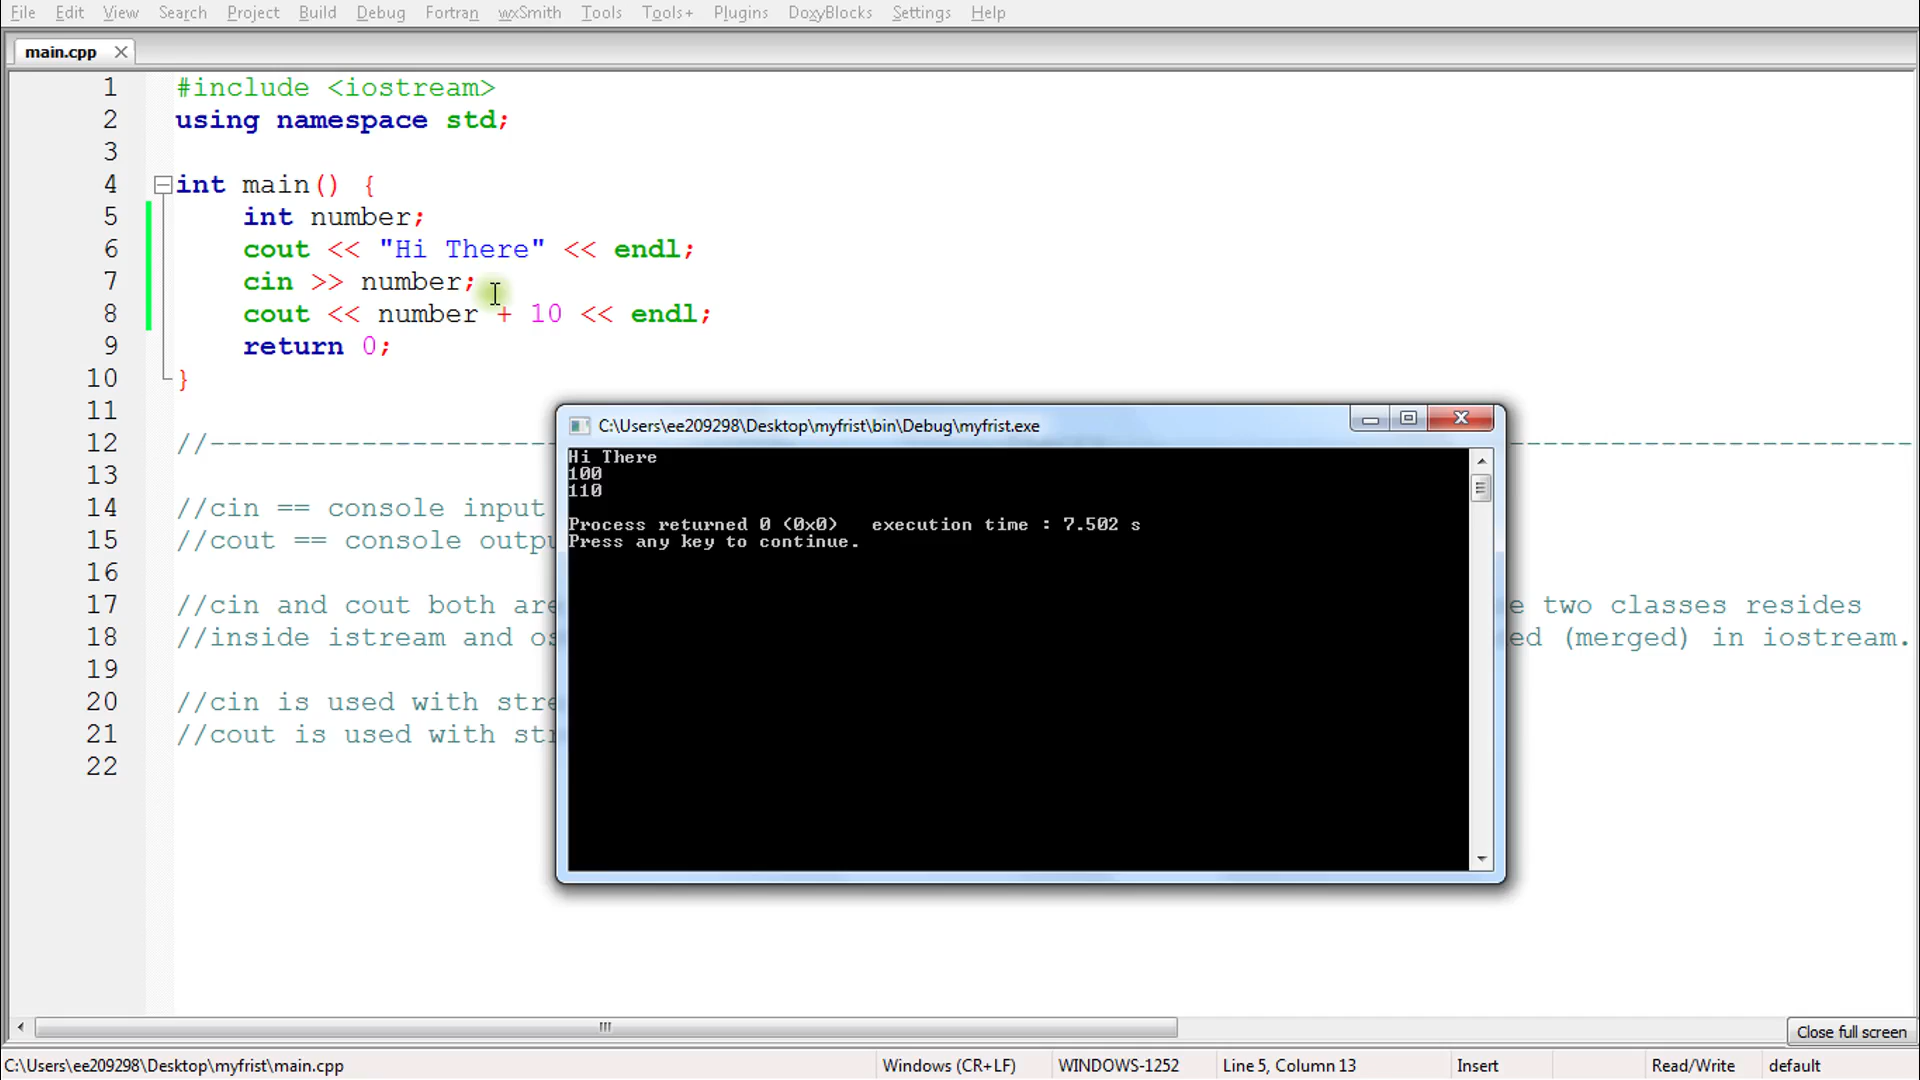 File Edit View Search Project Build Debug Fortran wxSmith Tools Tools+ Plugins DoxyBlocks Settings Help
main.cpp
1 #include <iostream>
2 using namespace std;
3
4 int main() {
5 int number;
6 cout << "Hi There" << endl;
7 cin >> number;
8 cout << number + 10 << endl;
9 return 0;
10 }
11
12 //--------------------------------------------------
13
14 //cin == console input
15 //cout == console outpu
16
17 //cin and cout both are e two classes resides
18 //inside istream and os ed (merged) in iostream.
19
20 //cin is used with stre
21 //cout is used with str
22
C:\Users\ee209298\Desktop\myfrist\bin\Debug\myfrist.exe
Hi There
100
110
Process returned 0 (0x0) execution time : 7.502 s
Press any key to continue.
Close full screen
C:\Users\ee209298\Desktop\myfrist\main.cpp Windows (CR+LF) WINDOWS-1252 Line 5, Column 13 Insert Read/Write default